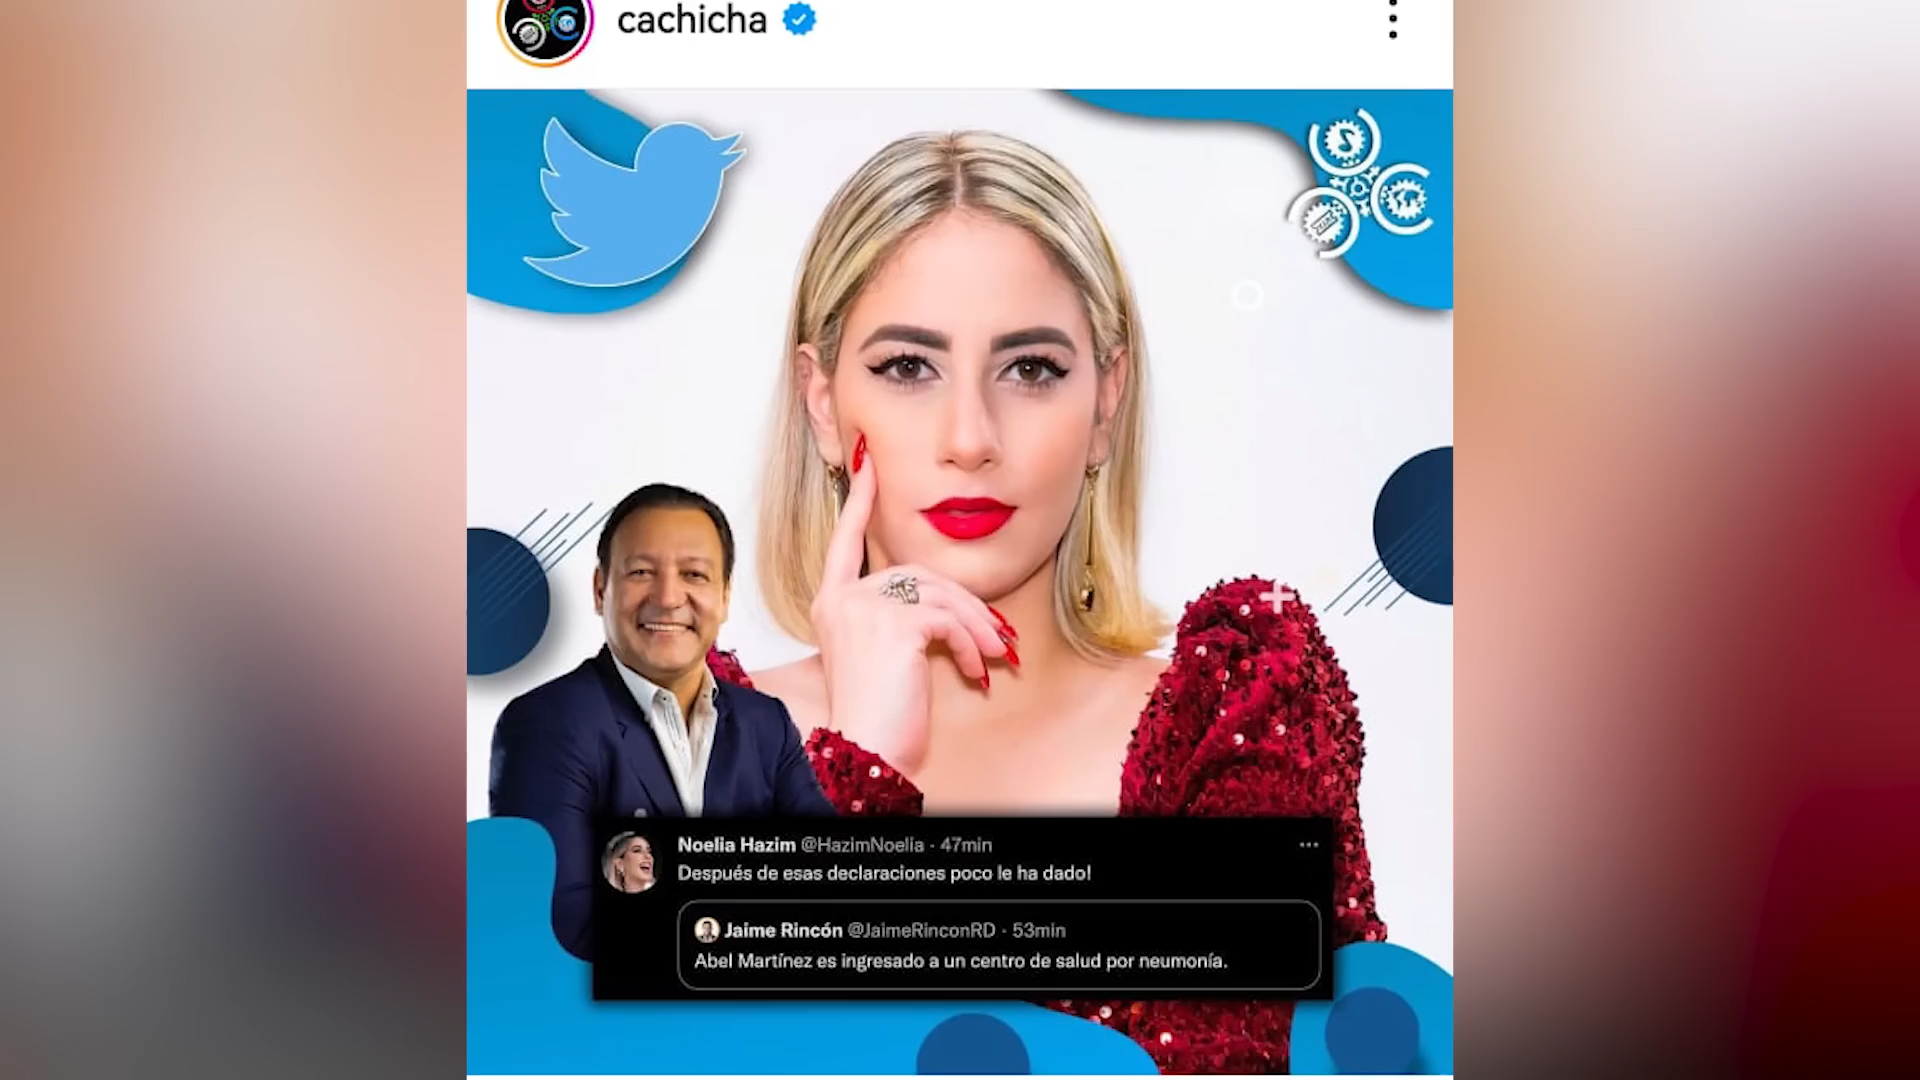 cachicha
Noelia Hazim @HazimNoelia · 47min
Después de esas declaraciones poco le ha dado!
Jaime Rincón @JaimeRinconRD · 53min
Abel Martínez es ingresado a un centro de salud por neumonía.